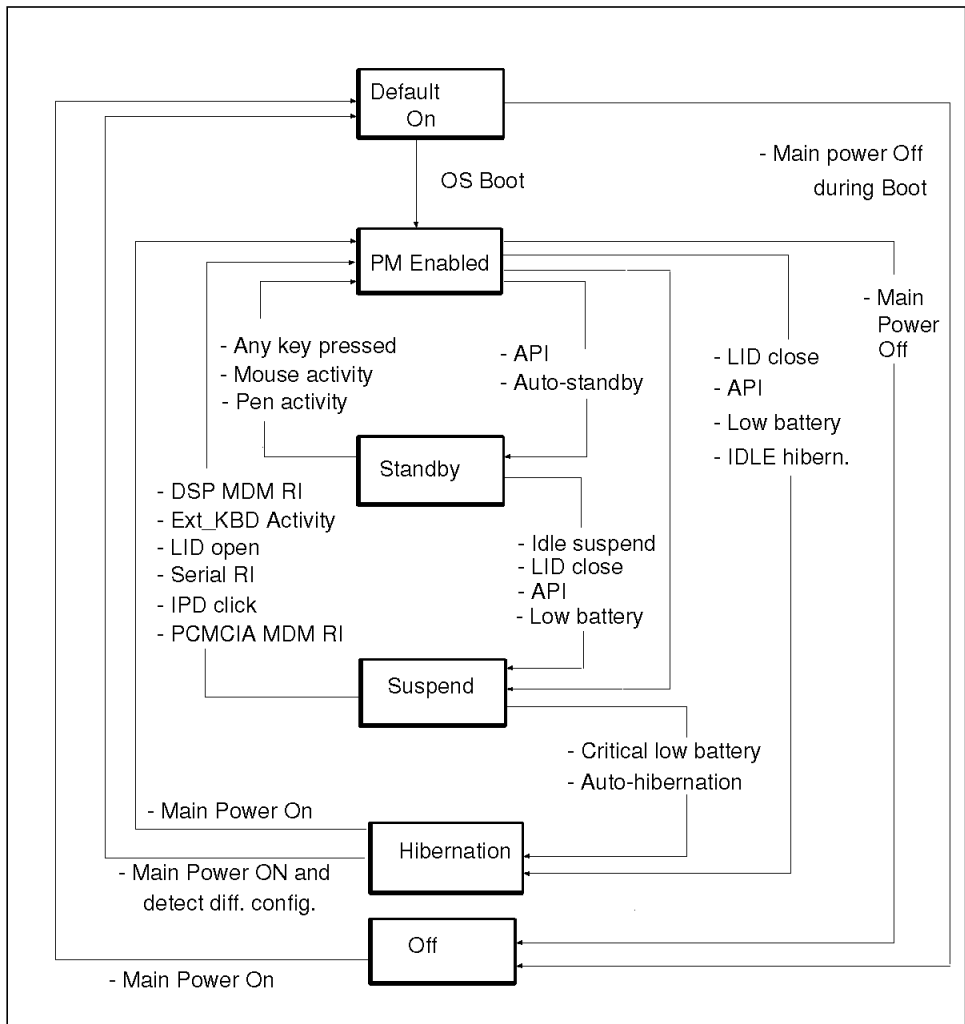 Default
On
OS Boot
- Main power Off
during Boot
PM Enabled
- Main
Power
Off
- Any key pressed
- Mouse activity
- Pen activity
- API
- Auto-standby
- LID close
- API
- Low battery
- IDLE hibern.
Standby
- DSP MDM RI
- Ext_KBD Activity
- LID open
- Serial RI
- IPD click
- PCMCIA MDM RI
- Idle suspend
- LID close
- API
- Low battery
Suspend
- Critical low battery
- Auto-hibernation
- Main Power On
Hibernation
- Main Power ON and
detect diff. config.
Off
- Main Power On